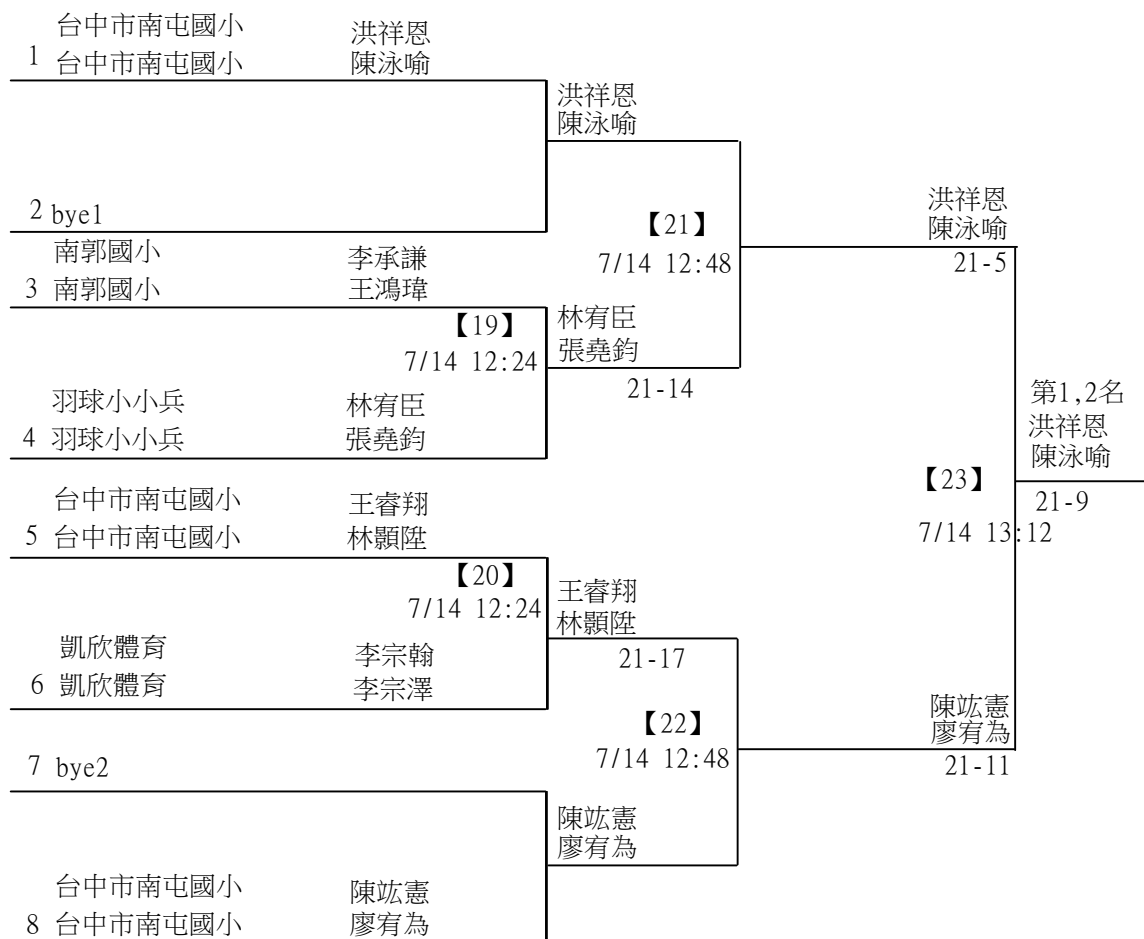 台中市南屯國小 洪祥恩
1 台中市南屯國小 陳泳喻
洪祥恩
陳泳喻
2 bye1
洪祥恩
陳泳喻
【21】
7/14 12:48
21-5
南郭國小 李承謙
3 南郭國小 王鴻瑋
【19】
7/14 12:24
林宥臣
張堯鈞
21-14
羽球小小兵 林宥臣
4 羽球小小兵 張堯鈞
第1,2名
洪祥恩
陳泳喻
【23】
21-9
7/14 13:12
台中市南屯國小 王睿翔
5 台中市南屯國小 林顥陞
【20】
7/14 12:24
王睿翔
林顥陞
21-17
凱欣體育 李宗翰
6 凱欣體育 李宗澤
【22】
7/14 12:48
陳竑憲
廖宥為
21-11
7 bye2
陳竑憲
廖宥為
台中市南屯國小 陳竑憲
8 台中市南屯國小 廖宥為